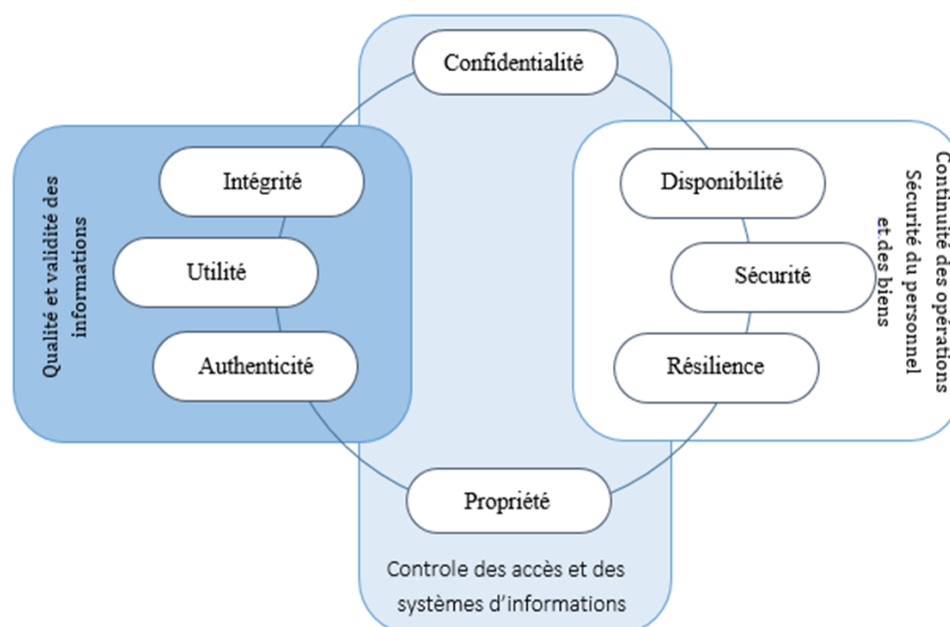 Confidentialité
Intégrité
Utilité
Authenticité
Qualité et validité des
informations
Disponibilité
Sécurité
Résilience
Continuité des opérations
Sécurité du personnel
et des biens
Propriété
Controle des accès et des
systèmes d'informations